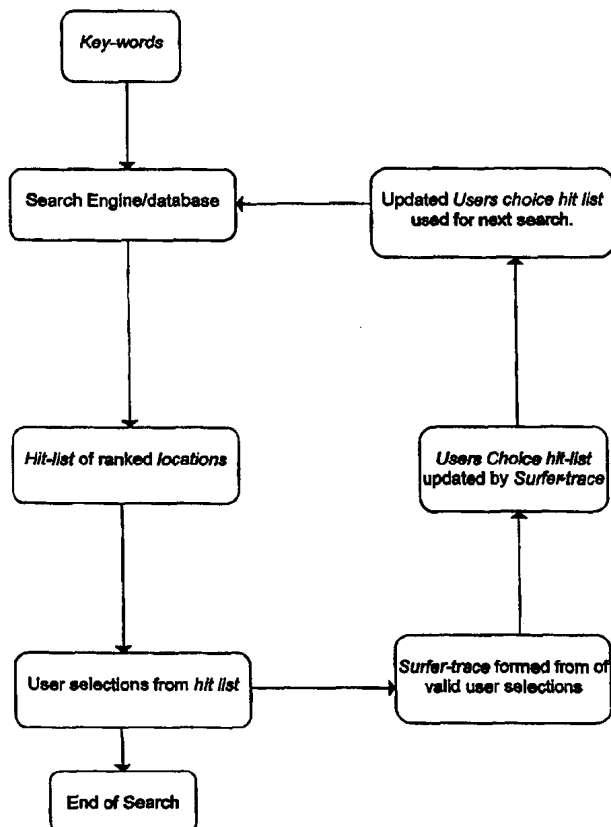 Key-words
Search Engine/database
Updated Users choice hit list
used for next search.
Hit-list of ranked locations
Users Choice hit-list
updated by Surfer-trace
User selections from hit list
Surfer-trace formed from of
valid user selections
End of Search